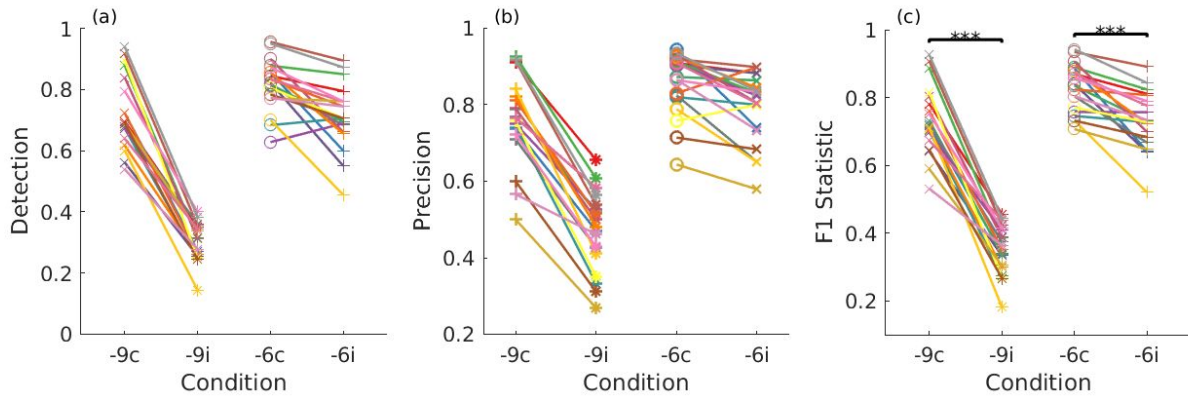 (a)
1
0.8
0.6
0.4
0.2
0
Detection
-9c -9i -6c -6i
Condition
(b)
1
0.8
0.6
0.4
0.2
Precision
-9c -9i -6c -6i
Condition
(c)
*** ***
1
0.8
0.6
0.4
0.2
F1 Statistic
-9c -9i -6c -6i
Condition